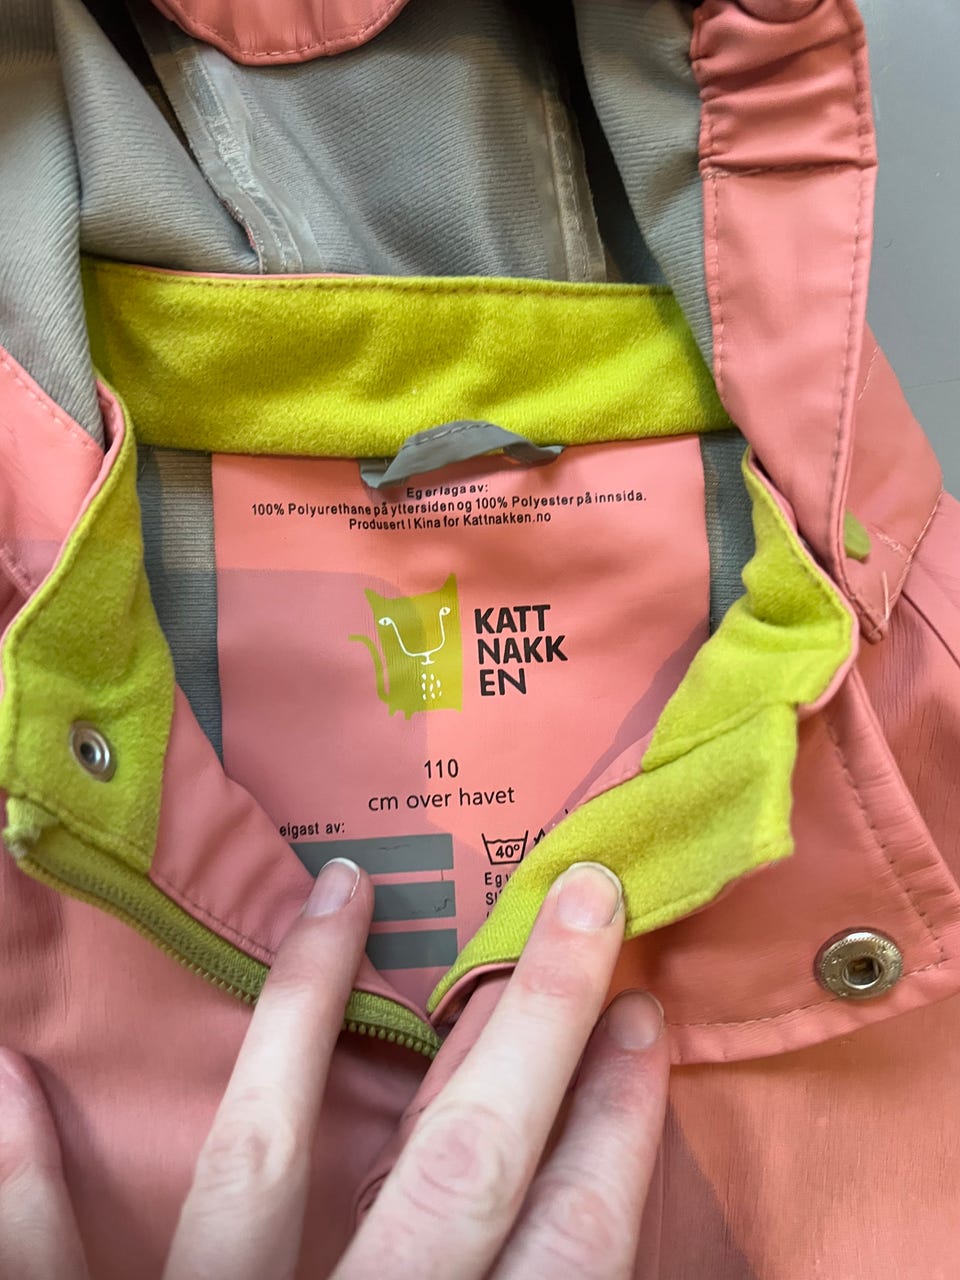 Eg er laga av:
100% Polyurethane på yttersiden og 100% Polyester på innsida.
Produsert I Kina for Kattnakken.no
KATT
NAKK
EN
110
cm over havet
eigast av:
40°
Eg